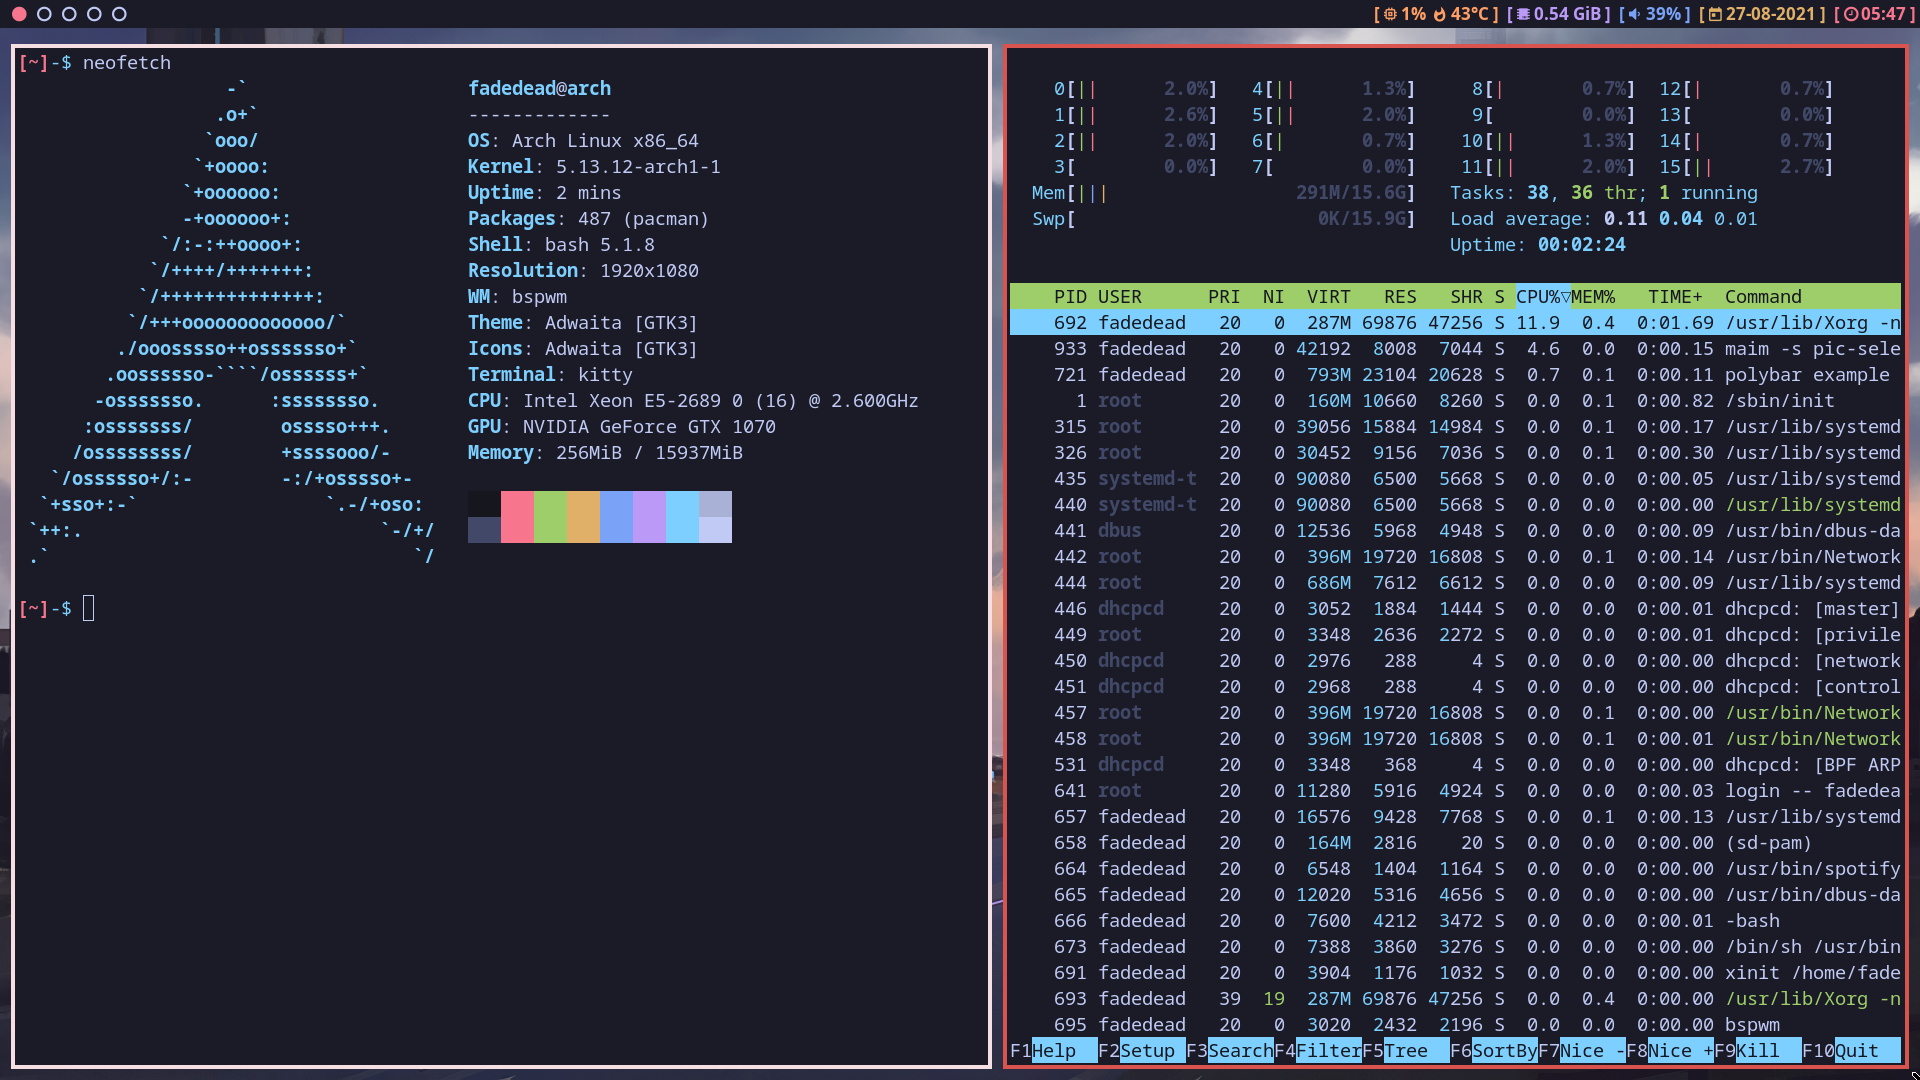 [ 1% 43°C ] [ 0.54 GiB ] [ 39% ] [ 27-08-2021 ] [ 05:47 ]
[~]-$ neofetch
-`
.o+`
`ooo/
`+oooo:
`+oooooo:
-+oooooo+:
`/:-:++oooo+:
`/++++/+++++++:
`/++++++++++++++:
`/+++ooooooooooooo/`
./ooosssso++osssssso+`
.oossssso-````/ossssss+`
-osssssso.      :ssssssso.
:osssssss/        osssso+++.
/ossssssss/        +ssssooo/-
`/ossssso+/:-        -:/+osssso+-
`+sso+:-`                 `.-/+oso:
`++:.                           `-/+/
.`                                 `/
fadedead@arch
-------------
OS: Arch Linux x86_64
Kernel: 5.13.12-arch1-1
Uptime: 2 mins
Packages: 487 (pacman)
Shell: bash 5.1.8
Resolution: 1920x1080
WM: bspwm
Theme: Adwaita [GTK3]
Icons: Adwaita [GTK3]
Terminal: kitty
CPU: Intel Xeon E5-2689 0 (16) @ 2.600GHz
GPU: NVIDIA GeForce GTX 1070
Memory: 256MiB / 15937MiB
[~]-$
0[|| 2.0%] 4[|| 1.3%] 8[| 0.7%] 12[| 0.7%]
1[|| 2.6%] 5[|| 2.0%] 9[ 0.0%] 13[ 0.0%]
2[|| 2.0%] 6[| 0.7%] 10[|| 1.3%] 14[| 0.7%]
3[ 0.0%] 7[ 0.0%] 11[|| 2.0%] 15[|| 2.7%]
Mem[||| 291M/15.6G] Tasks: 38, 36 thr; 1 running
Swp[ 0K/15.9G] Load average: 0.11 0.04 0.01
Uptime: 00:02:24
PID USER PRI NI VIRT RES SHR S CPU%▽MEM% TIME+ Command
692 fadedead 20 0 287M 69876 47256 S 11.9 0.4 0:01.69 /usr/lib/Xorg -n
933 fadedead 20 0 42192 8008 7044 S 4.6 0.0 0:00.15 maim -s pic-sele
721 fadedead 20 0 793M 23104 20628 S 0.7 0.1 0:00.11 polybar example
1 root 20 0 160M 10660 8260 S 0.0 0.1 0:00.82 /sbin/init
315 root 20 0 39056 15884 14984 S 0.0 0.1 0:00.17 /usr/lib/systemd
326 root 20 0 30452 9156 7036 S 0.0 0.1 0:00.30 /usr/lib/systemd
435 systemd-t 20 0 90080 6500 5668 S 0.0 0.0 0:00.05 /usr/lib/systemd
440 systemd-t 20 0 90080 6500 5668 S 0.0 0.0 0:00.00 /usr/lib/systemd
441 dbus 20 0 12536 5968 4948 S 0.0 0.0 0:00.09 /usr/bin/dbus-da
442 root 20 0 396M 19720 16808 S 0.0 0.1 0:00.14 /usr/bin/Network
444 root 20 0 686M 7612 6612 S 0.0 0.0 0:00.09 /usr/lib/systemd
446 dhcpcd 20 0 3052 1884 1444 S 0.0 0.0 0:00.01 dhcpcd: [master]
449 root 20 0 3348 2636 2272 S 0.0 0.0 0:00.01 dhcpcd: [privile
450 dhcpcd 20 0 2976 288 4 S 0.0 0.0 0:00.00 dhcpcd: [network
451 dhcpcd 20 0 2968 288 4 S 0.0 0.0 0:00.00 dhcpcd: [control
457 root 20 0 396M 19720 16808 S 0.0 0.1 0:00.00 /usr/bin/Network
458 root 20 0 396M 19720 16808 S 0.0 0.1 0:00.01 /usr/bin/Network
531 dhcpcd 20 0 3348 368 4 S 0.0 0.0 0:00.00 dhcpcd: [BPF ARP
641 root 20 0 11280 5916 4924 S 0.0 0.0 0:00.03 login -- fadedea
657 fadedead 20 0 16576 9428 7768 S 0.0 0.1 0:00.13 /usr/lib/systemd
658 fadedead 20 0 164M 2816 20 S 0.0 0.0 0:00.00 (sd-pam)
664 fadedead 20 0 6548 1404 1164 S 0.0 0.0 0:00.00 /usr/bin/spotify
665 fadedead 20 0 12020 5316 4656 S 0.0 0.0 0:00.00 /usr/bin/dbus-da
666 fadedead 20 0 7600 4212 3472 S 0.0 0.0 0:00.01 -bash
673 fadedead 20 0 7388 3860 3276 S 0.0 0.0 0:00.00 /bin/sh /usr/bin
691 fadedead 20 0 3904 1176 1032 S 0.0 0.0 0:00.00 xinit /home/fade
693 fadedead 39 19 287M 69876 47256 S 0.0 0.4 0:00.00 /usr/lib/Xorg -n
695 fadedead 20 0 3020 2432 2196 S 0.0 0.0 0:00.00 bspwm
F1Help F2Setup F3SearchF4FilterF5Tree F6SortByF7Nice -F8Nice +F9Kill F10Quit